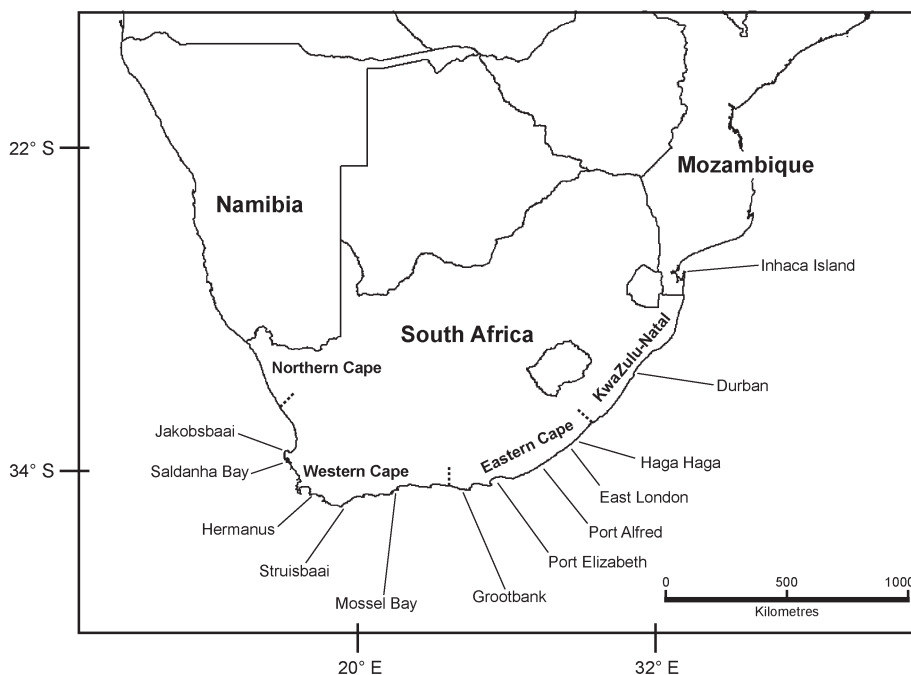 22° S
Mozambique
Namibia
Inhaca Island
South Africa
KwaZulu-Natal
Northern Cape
Durban
Jakobsbaai
Eastern Cape
Haga Haga
34° S
Saldanha Bay
Western Cape
East London
Hermanus
Port Alfred
Struisbaai
Port Elizabeth
Mossel Bay
Grootbank
0 500 1000
Kilometres
20° E
32° E